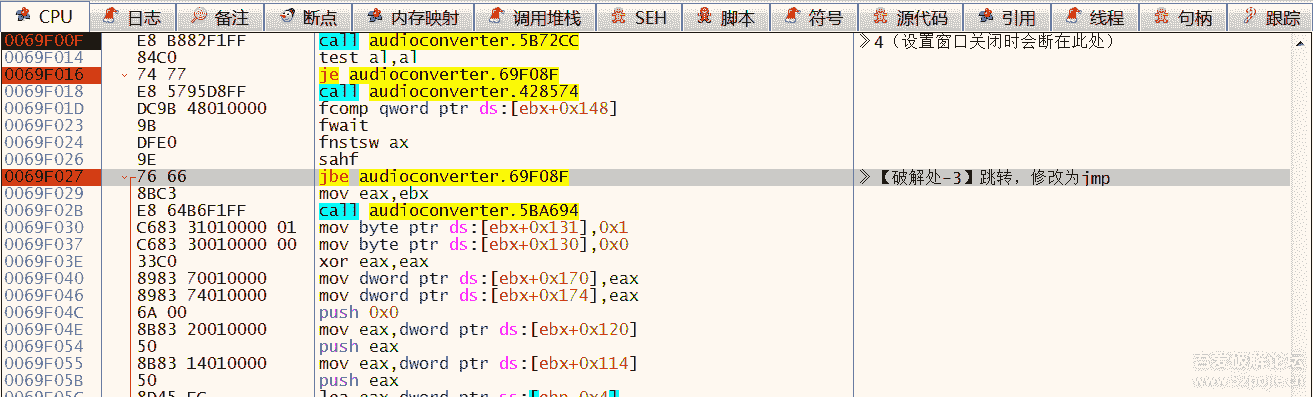 CPU 日志 备注 断点 内存映射 调用堆栈 SEH 脚本 符号 源代码 引用 线程 句柄 跟踪
0069F00F E8 B882F1FF call audioconverter.5B72CC 4（设置窗口关闭时会断在此处）
0069F014 84C0 test al,al
0069F016 74 77 je audioconverter.69F08F
0069F018 E8 5795D8FF call audioconverter.428574
0069F01D DC9B 48010000 fcomp qword ptr ds:[ebx+0x148]
0069F023 9B fwait
0069F024 DFE0 fnstsw ax
0069F026 9E sahf
0069F027 76 66 jbe audioconverter.69F08F 【破解处-3】跳转，修改为jmp
0069F029 8BC3 mov eax,ebx
0069F02B E8 64B6F1FF call audioconverter.5BA694
0069F030 C683 31010000 01 mov byte ptr ds:[ebx+0x131],0x1
0069F037 C683 30010000 00 mov byte ptr ds:[ebx+0x130],0x0
0069F03E 33C0 xor eax,eax
0069F040 8983 70010000 mov dword ptr ds:[ebx+0x170],eax
0069F046 8983 74010000 mov dword ptr ds:[ebx+0x174],eax
0069F04C 6A 00 push 0x0
0069F04E 8B83 20010000 mov eax,dword ptr ds:[ebx+0x120]
0069F054 50 push eax
0069F055 8B83 14010000 mov eax,dword ptr ds:[ebx+0x114]
0069F05B 50 push eax
0069F05C 8D45 FC lea eax,dword ptr ss:[ebp-0x4]
吾爱破解论坛
www.52pojie.cn